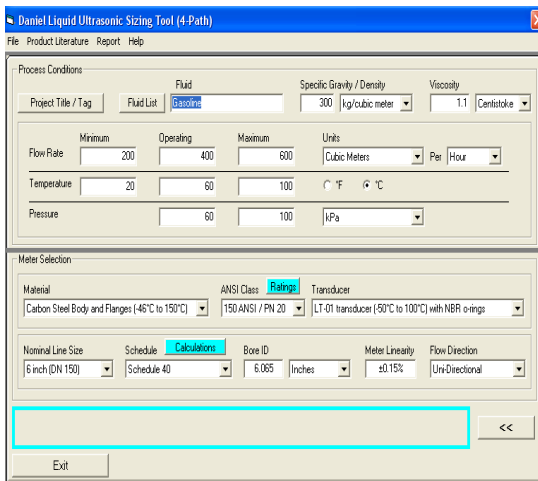 Daniel Liquid Ultrasonic Sizing Tool (4-Path)
File Product Literature Report Help
Process Conditions
Fluid Specific Gravity / Density Viscosity
Project Title / Tag Fluid List Gasoline 300 kg/cubic meter 1.1 Centistoke
Minimum Operating Maximum Units
Flow Rate 200 400 600 Cubic Meters Per Hour
Temperature 20 60 100 °F °C
Pressure 60 100 kPa
Meter Selection
Material ANSI Class Ratings Transducer
Carbon Steel Body and Flanges (-46°C to 150°C) 150 ANSI / PN 20 LT-01 transducer (-50°C to 100°C) with NBR o-rings
Nominal Line Size Schedule Calculations Bore ID Meter Linearity Flow Direction
6 inch (DN 150) Schedule 40 6.065 Inches ±0.15% Uni-Directional
<<
Exit